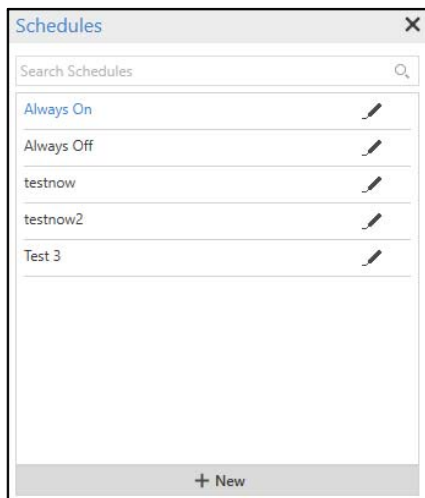 Schedules
Search Schedules
Always On
Always Off
testnow
testnow2
Test 3
+ New